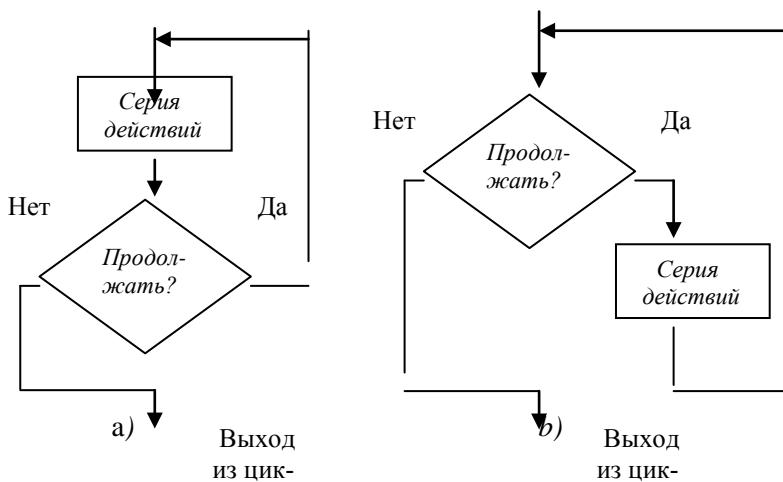 Серия
действий
Нет
Да
Продол-
жать?
а)
Выход
из цик-
Нет
Да
Продол-
жать?
Серия
действий
b)
Выход
из цик-